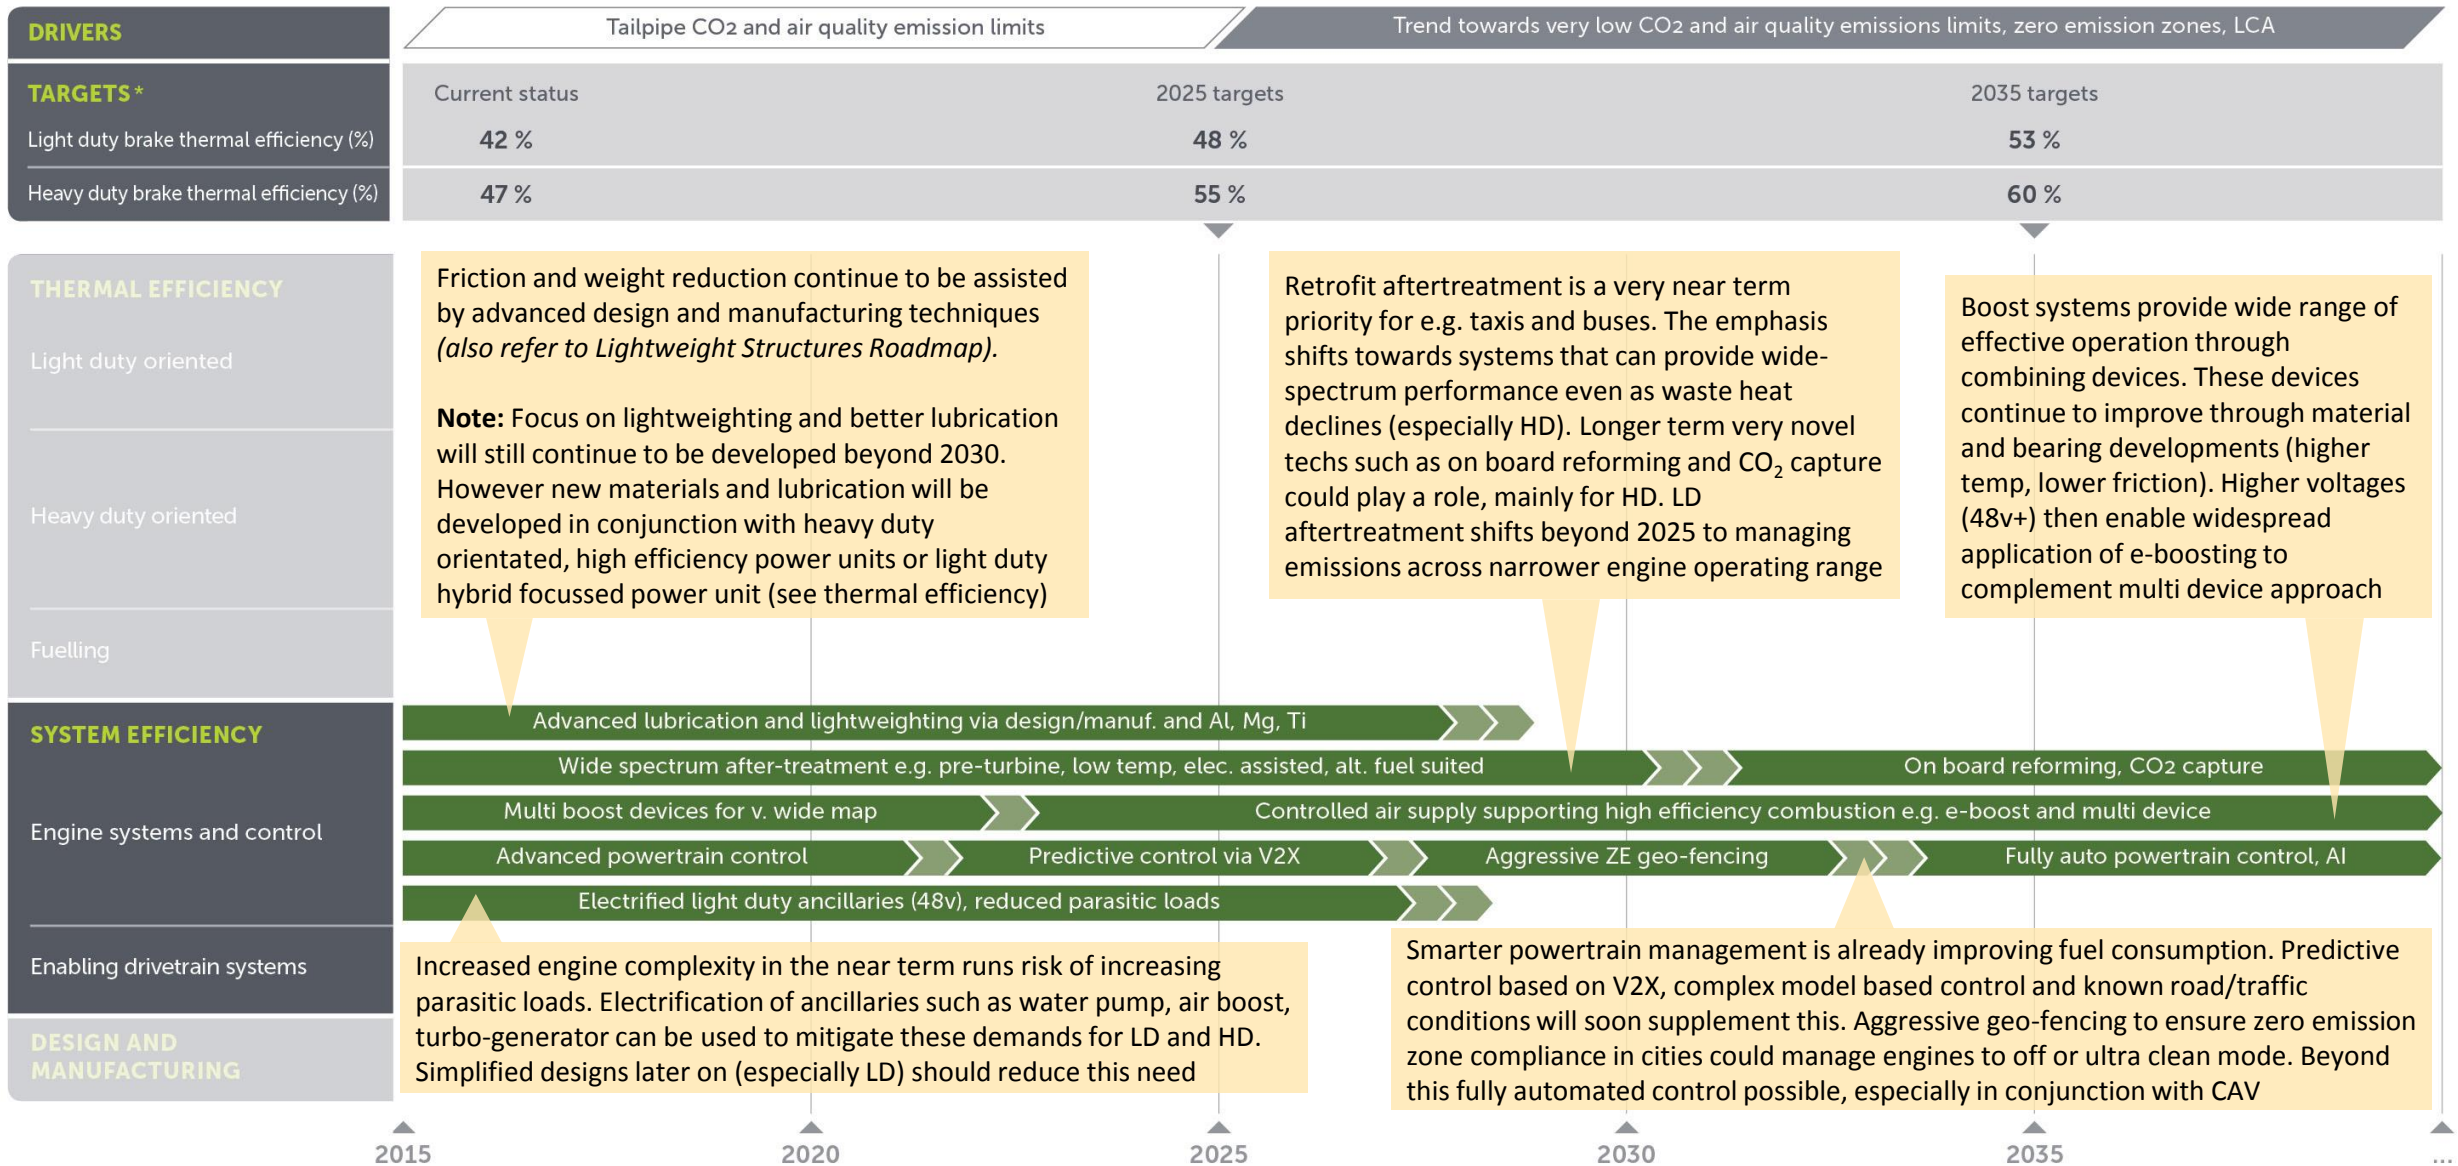 DRIVERS
Tailpipe CO2 and air quality emission limits
Trend towards very low CO2 and air quality emissions limits, zero emission zones, LCA
TARGETS*
Current status
2025 targets
2035 targets
Light duty brake thermal efficiency (%)
42 %
48 %
53 %
Heavy duty brake thermal efficiency (%)
47 %
55 %
60 %
THERMAL EFFICIENCY
Light duty oriented
Heavy duty oriented
Fuelling
Friction and weight reduction continue to be assisted
by advanced design and manufacturing techniques
(also refer to Lightweight Structures Roadmap).
Note: Focus on lightweighting and better lubrication
will still continue to be developed beyond 2030.
However new materials and lubrication will be
developed in conjunction with heavy duty
orientated, high efficiency power units or light duty
hybrid focussed power unit (see thermal efficiency)
Retrofit aftertreatment is a very near term
priority for e.g. taxis and buses. The emphasis
shifts towards systems that can provide wide-
spectrum performance even as waste heat
declines (especially HD). Longer term very novel
techs such as on board reforming and CO2 capture
could play a role, mainly for HD. LD
aftertreatment shifts beyond 2025 to managing
emissions across narrower engine operating range
Boost systems provide wide range of
effective operation through
combining devices. These devices
continue to improve through material
and bearing developments (higher
temp, lower friction). Higher voltages
(48v+) then enable widespread
application of e-boosting to
complement multi device approach
SYSTEM EFFICIENCY
Engine systems and control
Enabling drivetrain systems
Advanced lubrication and lightweighting via design/manuf. and Al, Mg, Ti
Wide spectrum after-treatment e.g. pre-turbine, low temp, elec. assisted, alt. fuel suited
On board reforming, CO2 capture
Multi boost devices for v. wide map
Controlled air supply supporting high efficiency combustion e.g. e-boost and multi device
Advanced powertrain control
Predictive control via V2X
Aggressive ZE geo-fencing
Fully auto powertrain control, AI
Electrified light duty ancillaries (48v), reduced parasitic loads
Increased engine complexity in the near term runs risk of increasing
parasitic loads. Electrification of ancillaries such as water pump, air boost,
turbo-generator can be used to mitigate these demands for LD and HD.
Simplified designs later on (especially LD) should reduce this need
Smarter powertrain management is already improving fuel consumption. Predictive
control based on V2X, complex model based control and known road/traffic
conditions will soon supplement this. Aggressive geo-fencing to ensure zero emission
zone compliance in cities could manage engines to off or ultra clean mode. Beyond
this fully automated control possible, especially in conjunction with CAV
DESIGN AND
MANUFACTURING
2015
2020
2025
2030
2035
...